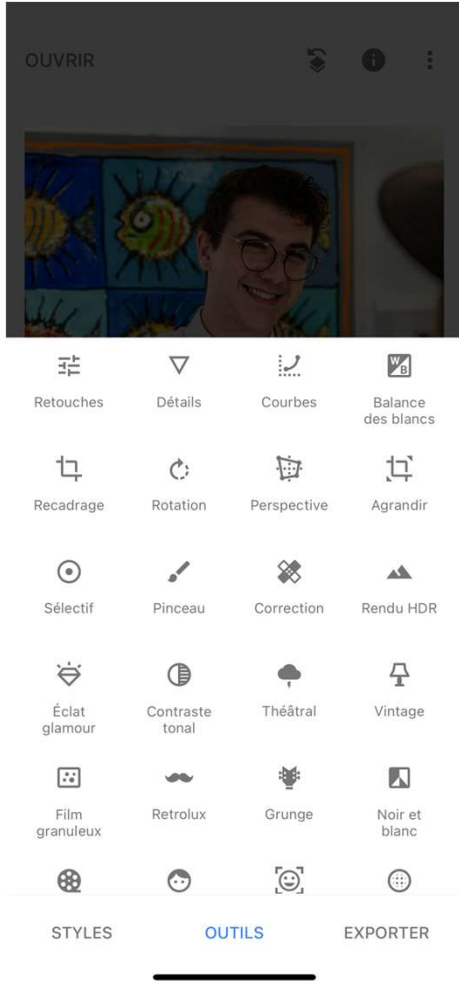 OUVRIR
Retouches Détails Courbes Balance
des blancs
Recadrage Rotation Perspective Agrandir
Sélectif Pinceau Correction Rendu HDR
Éclat Contraste Théâtral Vintage
glamour tonal
Film Retrolux Grunge Noir et
granuleux blanc
STYLES OUTILS EXPORTER